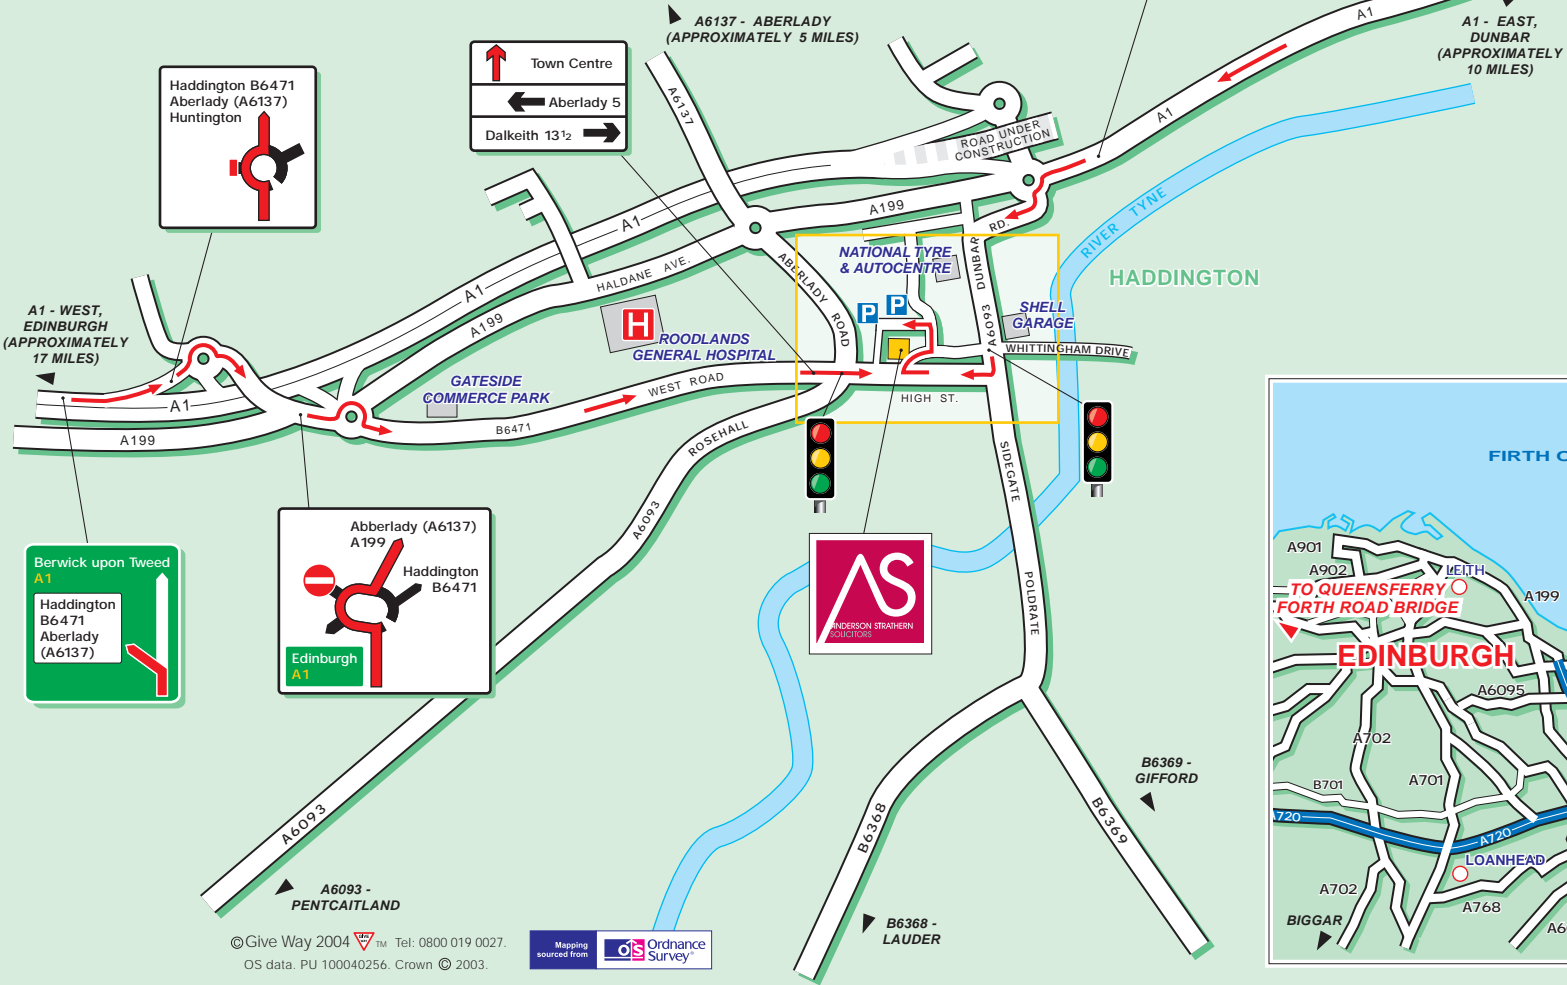 A6137 - ABERLADY
(APPROXIMATELY 5 MILES)
A1
A1 - EAST,
DUNBAR
(APPROXIMATELY
10 MILES)
Town Centre
Aberlady 5
Dalkeith 13½
Haddington B6471
Aberlady (A6137)
Huntington
A6137
A1
ROAD UNDER
CONSTRUCTION
A199
A1
RIVER TYNE
DUNBAR RD.
NATIONAL TYRE
& AUTOCENTRE
HADDINGTON
HALDANE AVE.
ABERLADY ROAD
A1
A199
P
P
A6093
SHELL
GARAGE
A1 - WEST,
EDINBURGH
(APPROXIMATELY
17 MILES)
H
ROODLANDS
GENERAL HOSPITAL
WHITTINGHAM DRIVE
GATESIDE
COMMERCE PARK
WEST ROAD
HIGH ST.
A1
A199
B6471
ROSEHALL
SIDEGATE
A6093
Berwick upon Tweed
A1
Haddington
B6471
Aberlady
(A6137)
Abberlady (A6137)
A199
Haddington
B6471
Edinburgh
A1
AS
ANDERSON STRATHERN
SOLICITORS
POLDRATE
A6093
A6093 -
PENTCAITLAND
B6368
B6368 -
LAUDER
B6369
B6369 -
GIFFORD
FIRTH O
A901
A902
LEITH
TO QUEENSFERRY
FORTH ROAD BRIDGE
A199
EDINBURGH
A6095
A702
A701
B701
A720
A720
LOANHEAD
A702
A768
BIGGAR
A6
© Give Way 2004 GIVE WAY TM Tel: 0800 019 0027.
OS data. PU 100040256. Crown © 2003.
Mapping
sourced from
OS Ordnance
Survey®